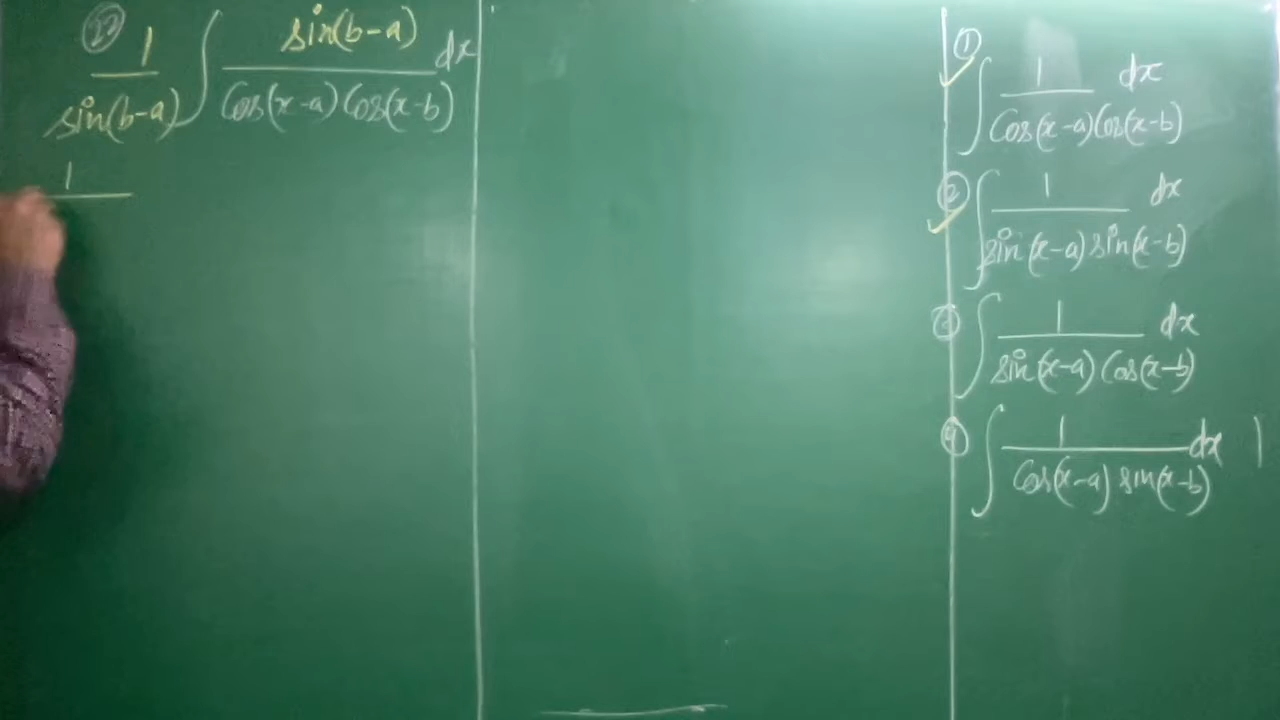 22 1/sin(b-a) ∫ sin(b-a)/Cos(x-a)Cos(x-b) dx
1
① ∫ 1/Cos(x-a)Cos(x-b) dx
② ∫ 1/sin(x-a)sin(x-b) dx
③ ∫ 1/sin(x-a)Cos(x-b) dx
④ ∫ 1/Cos(x-a)sin(x-b) dx |